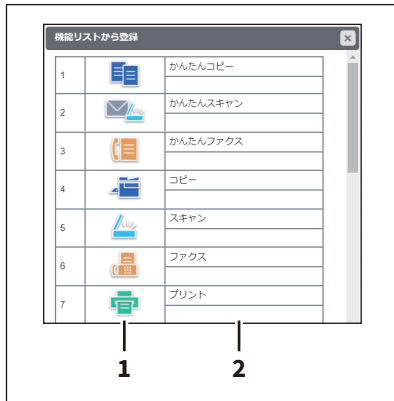 機能リストから登録
1 かんたんコピー
2 かんたんスキャン
3 かんたんファクス
4 コピー
5 スキャン
6 ファクス
7 プリント
1 2